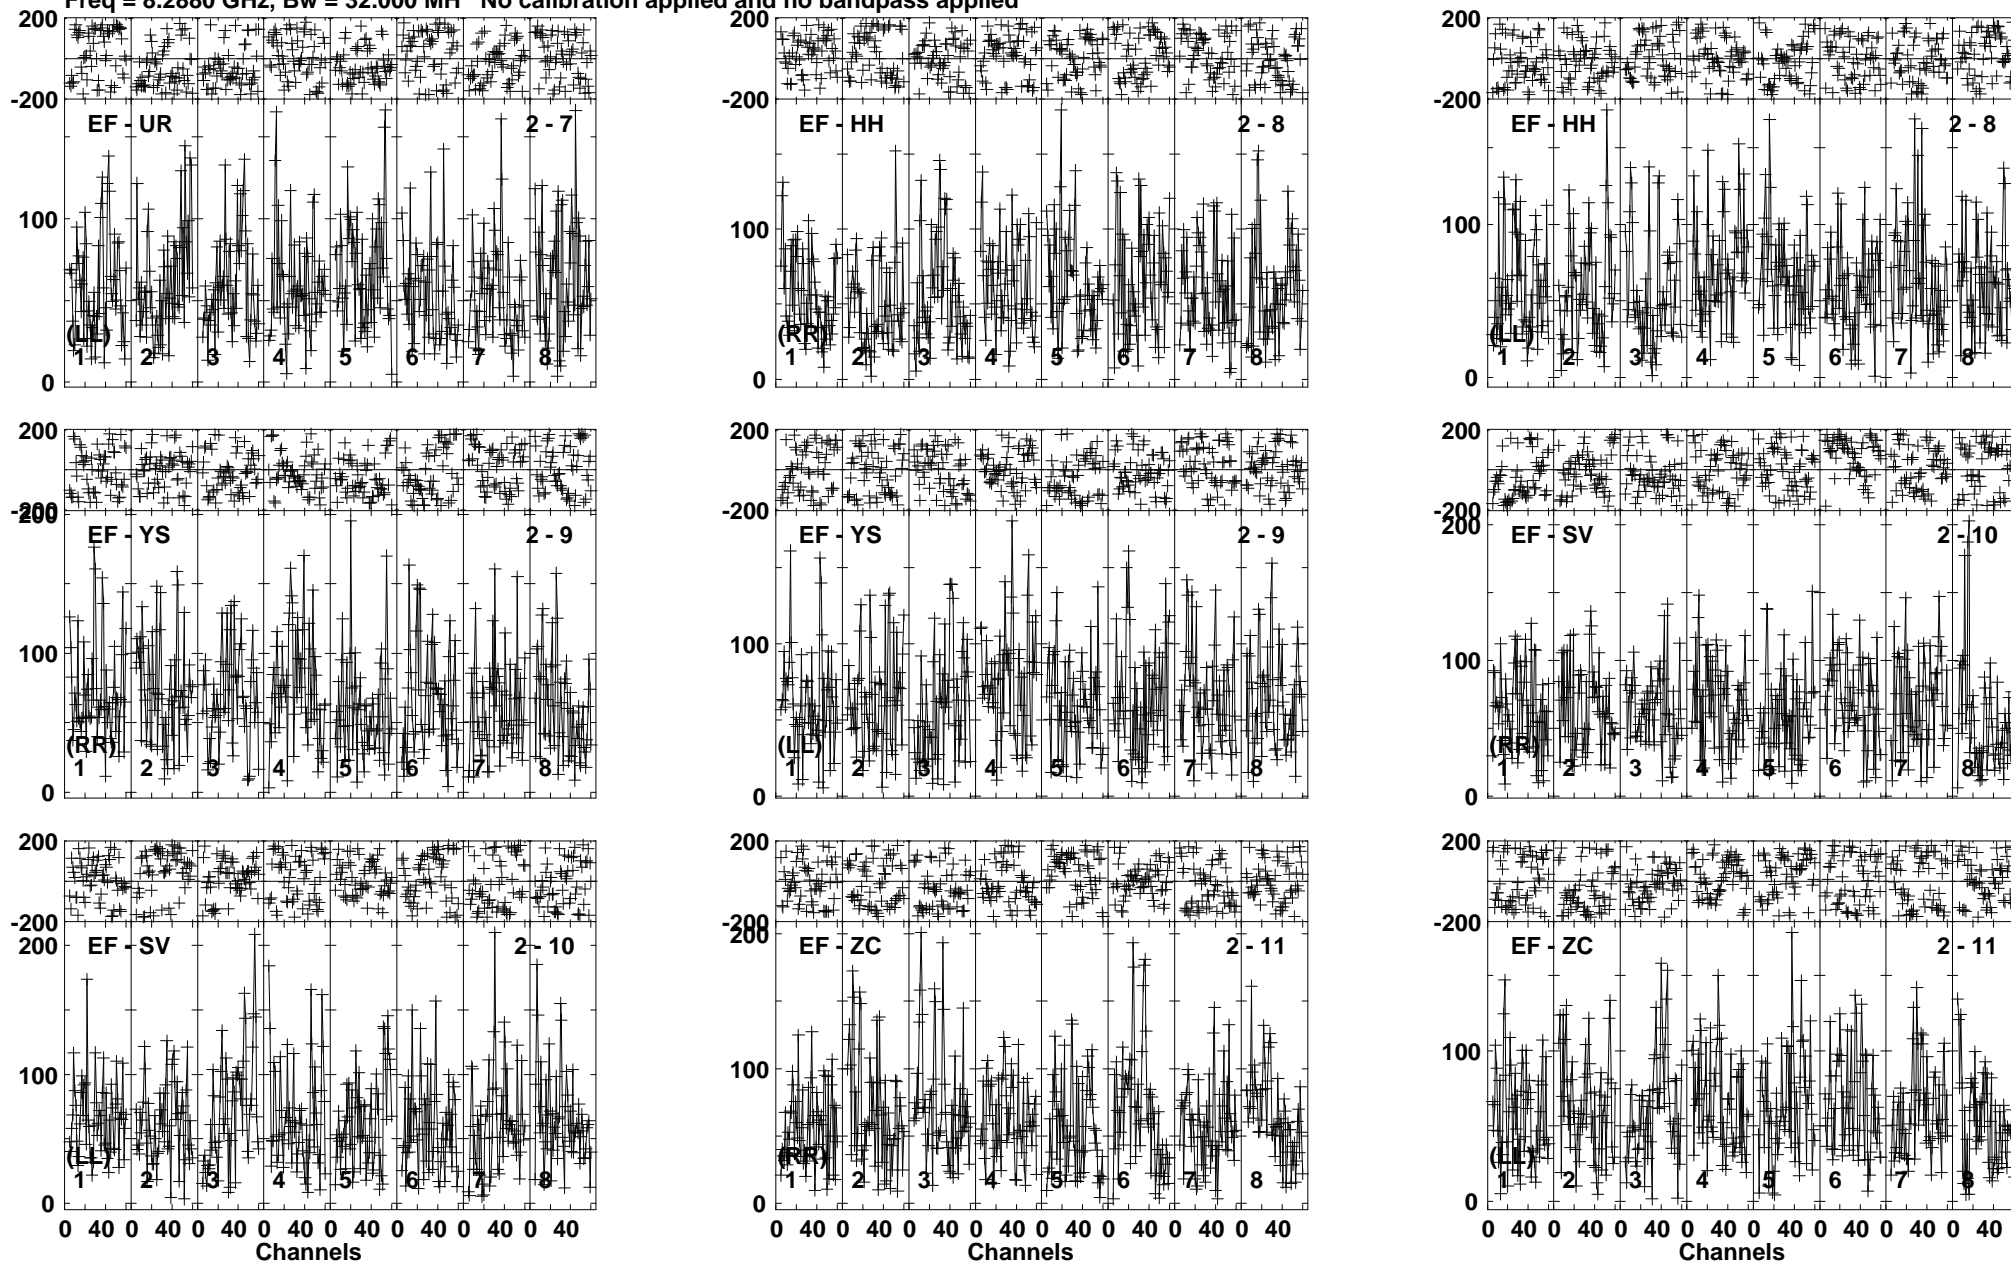 Freq = 8.2880 GHz, Bw = 32.000 MH No calibration applied and no bandpass applied
200
-200
EF - UR 2 - 7
100
(LL)
1 2 3 4 5 6 7 8
0
200
-200
EF - HH 2 - 8
100
(RR)
1 2 3 4 5 6 7 8
0
200
-200
EF - HH 2 - 8
100
(LL)
1 2 3 4 5 6 7 8
0
200
-200
200
EF - YS 2 - 9
100
(RR)
1 2 3 4 5 6 7 8
0
200
-200
EF - YS 2 - 9
100
(LL)
1 2 3 4 5 6 7 8
0
200
-200
200
EF - SV 2 - 10
100
(RR)
1 2 3 4 5 6 7 8
0
200
-200
200
EF - SV 2 - 10
100
(LL)
1 2 3 4 5 6 7 8
0
0 40 0 40 0 40 0 40 0 40 0 40 0 40 0 40
Channels
200
-200
200
EF - ZC 2 - 11
100
(RR)
1 2 3 4 5 6 7 8
0
0 40 0 40 0 40 0 40 0 40 0 40 0 40 0 40
Channels
200
-200
EF - ZC 2 - 11
100
(LL)
1 2 3 4 5 6 7 8
0
0 40 0 40 0 40 0 40 0 40 0 40 0 40 0 40
Channels